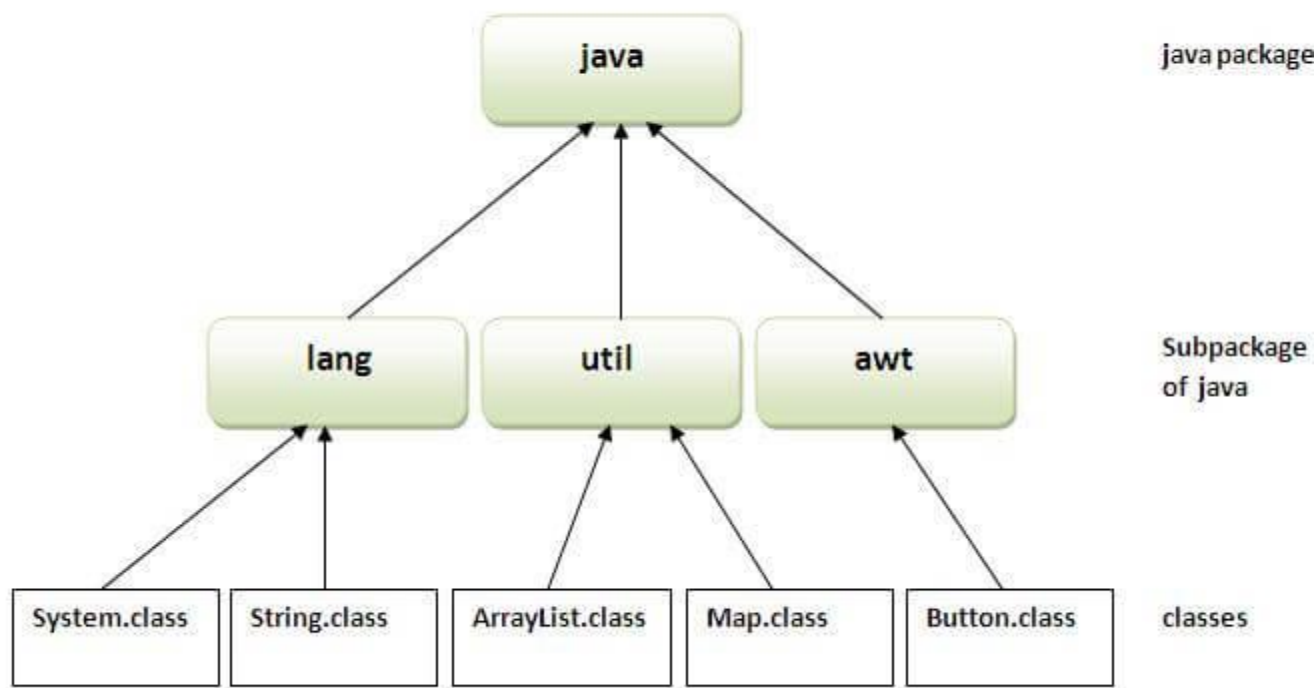 java
java package
lang
util
awt
Subpackage
of java
System.class
String.class
ArrayList.class
Map.class
Button.class
classes